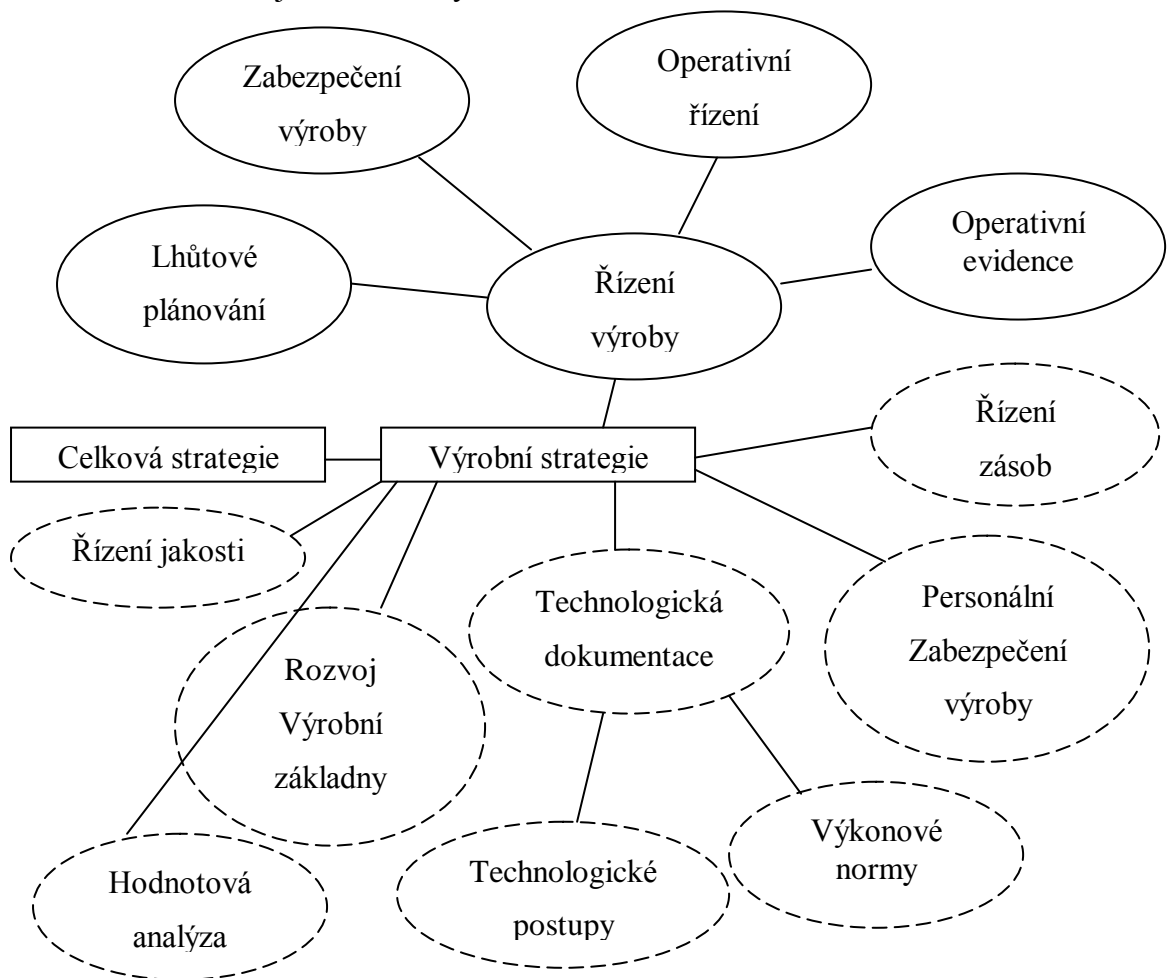 Zabezpečení
výroby
Operativní
řízení
Operativní
evidence
Lhůtové
plánování
Řízení
výroby
Řízení
zásob
Celková strategie
Výrobní strategie
Řízení jakosti
Technologická
dokumentace
Personální
Zabezpečení
výroby
Rozvoj
Výrobní
základny
Výkonové
normy
Hodnotová
analýza
Technologické
postupy